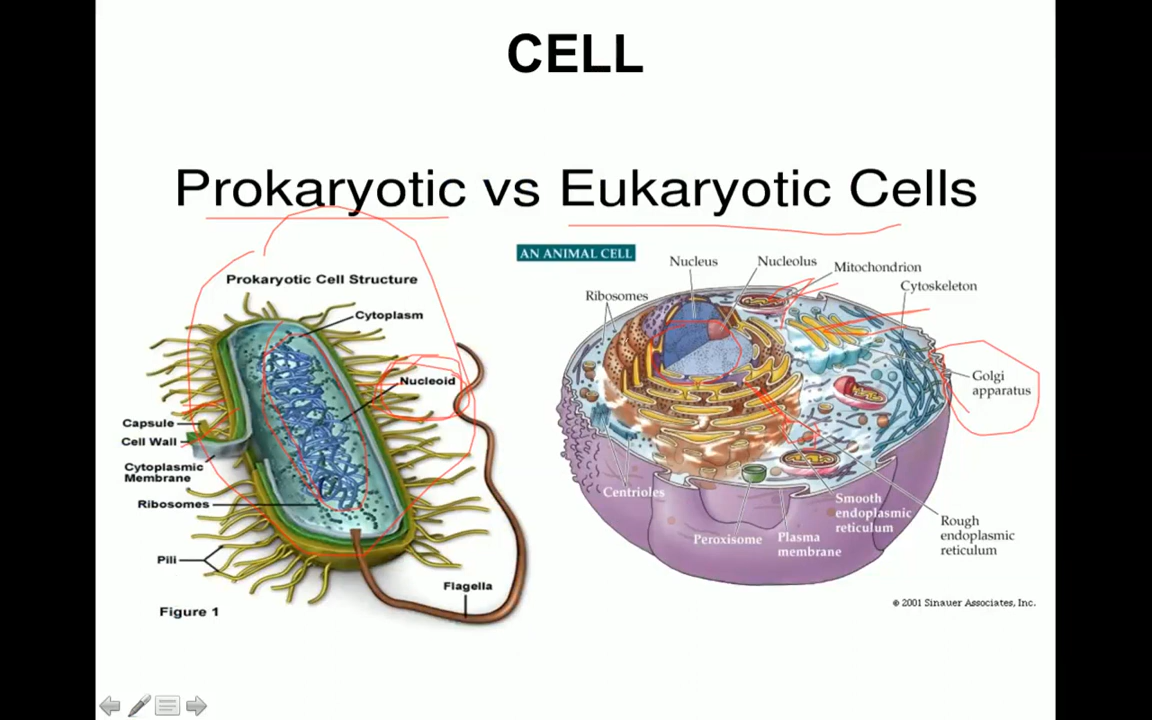 CELL
Prokaryotic vs Eukaryotic Cells
Prokaryotic Cell Structure
Cytoplasm
Nucleoid
Capsule
Cell Wall
Cytoplasmic
Membrane
Ribosomes
Pili
Flagella
Figure 1
AN ANIMAL CELL
Nucleus
Nucleolus
Mitochondrion
Cytoskeleton
Ribosomes
Golgi
apparatus
Centrioles
Peroxisome
Plasma
membrane
Smooth
endoplasmic
reticulum
Rough
endoplasmic
reticulum
© 2001 Sinauer Associates, Inc.